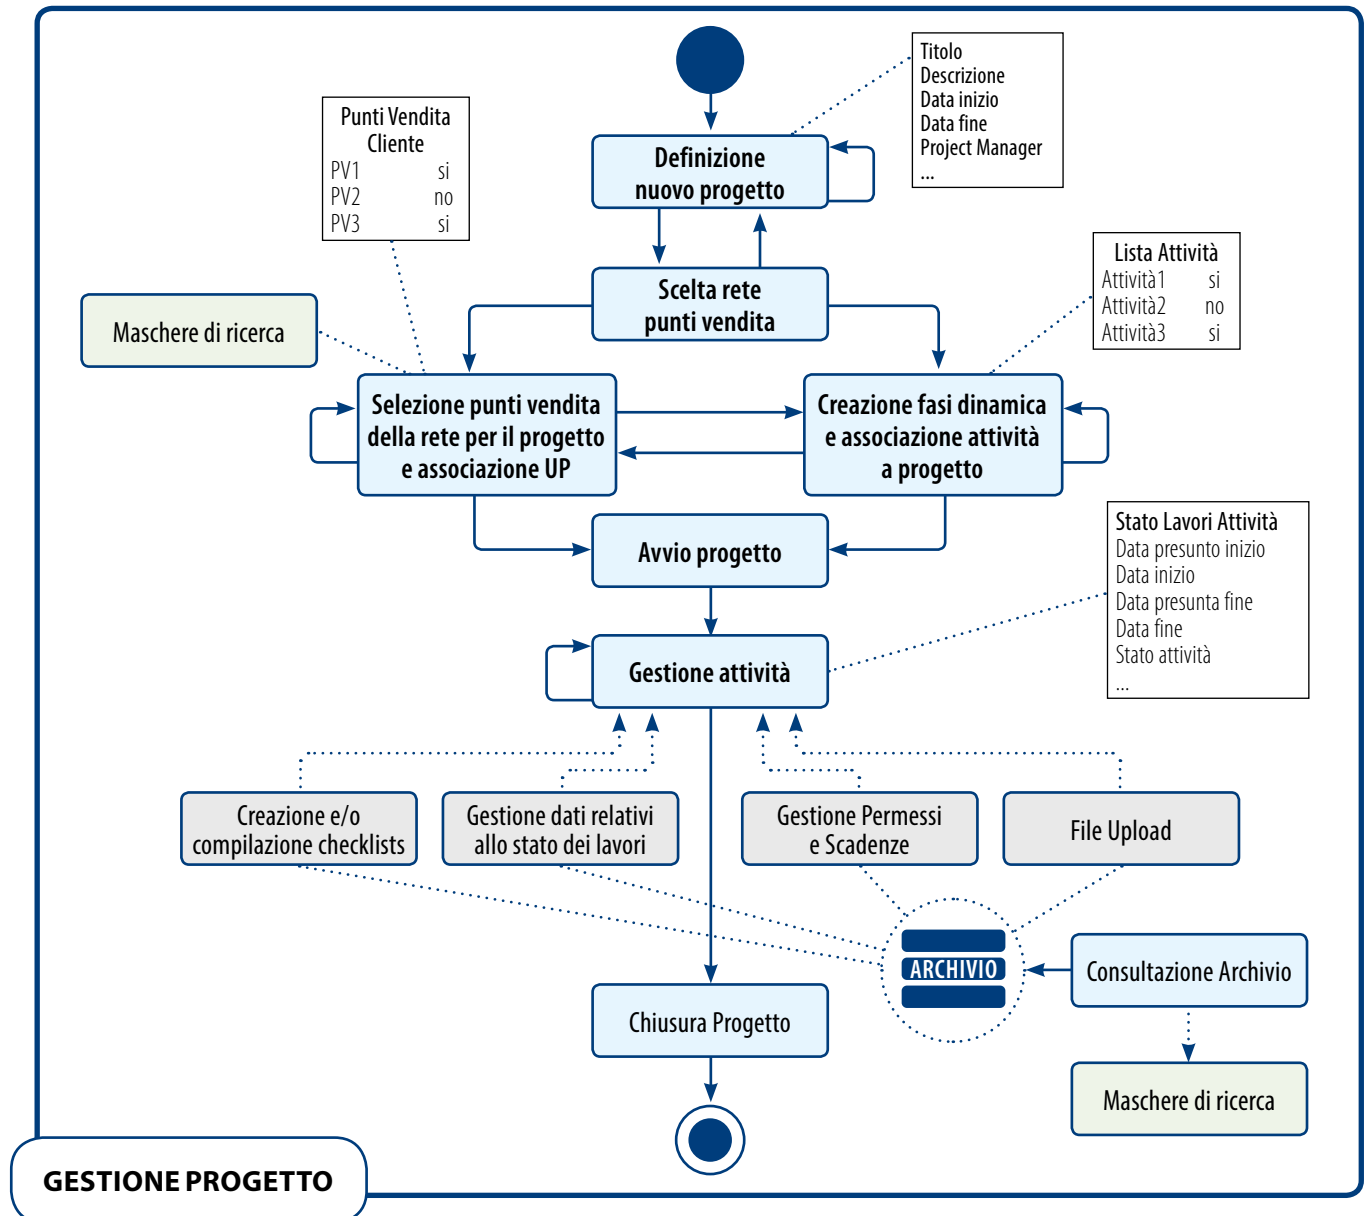 Titolo
Descrizione
Data inizio
Data fine
Project Manager
...
Punti Vendita
Cliente
PV1 si
PV2 no
PV3 si
Definizione
nuovo progetto
Lista Attività
Attività1 si
Attività2 no
Attività3 si
Scelta rete
punti vendita
Maschere di ricerca
Selezione punti vendita
della rete per il progetto
e associazione UP
Creazione fasi dinamica
e associazione attività
a progetto
Stato Lavori Attività
Data presunto inizio
Data inizio
Data presunta fine
Data fine
Stato attività
...
Avvio progetto
Gestione attività
Creazione e/o
compilazione checklists
Gestione dati relativi
allo stato dei lavori
Gestione Permessi
e Scadenze
File Upload
ARCHIVIO
Consultazione Archivio
Chiusura Progetto
Maschere di ricerca
GESTIONE PROGETTO